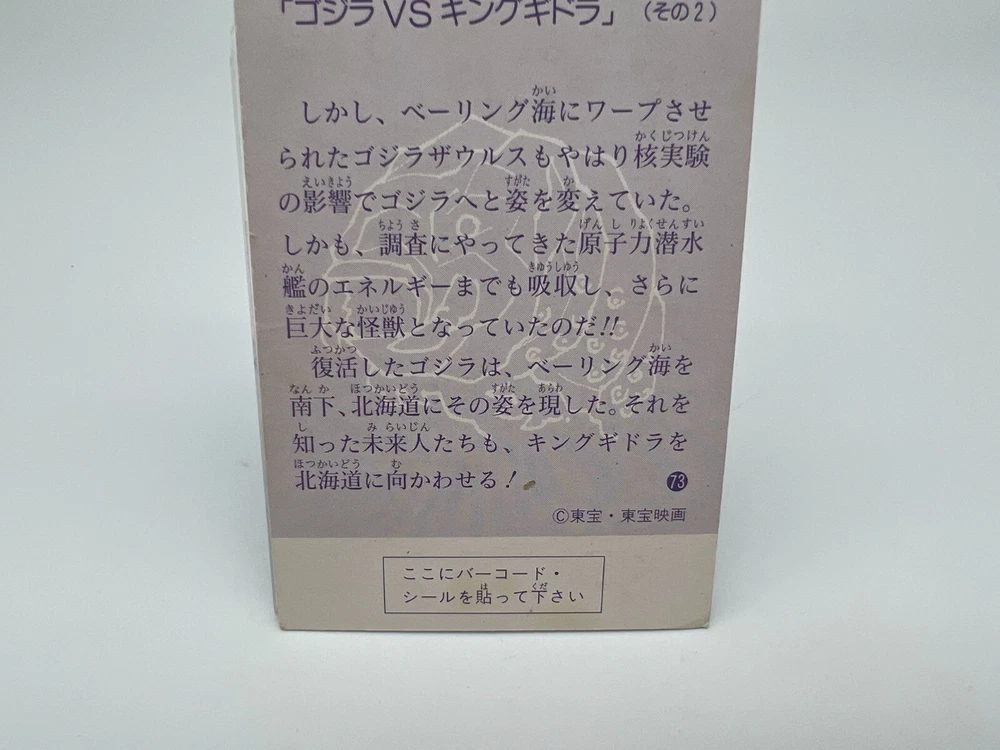 「ゴジラVSキングギドラ」（その2）
しかし、ベーリング海にワープさせ
られたゴジラザウルスもやはり核実験
の影響でゴジラへと姿を変えていた。
しかも、調査にやってきた原子力潜水
艦のエネルギーまでも吸収し、さらに
巨大な怪獣となっていたのだ!!
復活したゴジラは、ベーリング海を
南下、北海道にその姿を現した。それを
知った未来人たちも、キングギドラを
北海道に向かわせる！
73
©東宝・東宝映画
ここにバーコード・
シールを貼って下さい